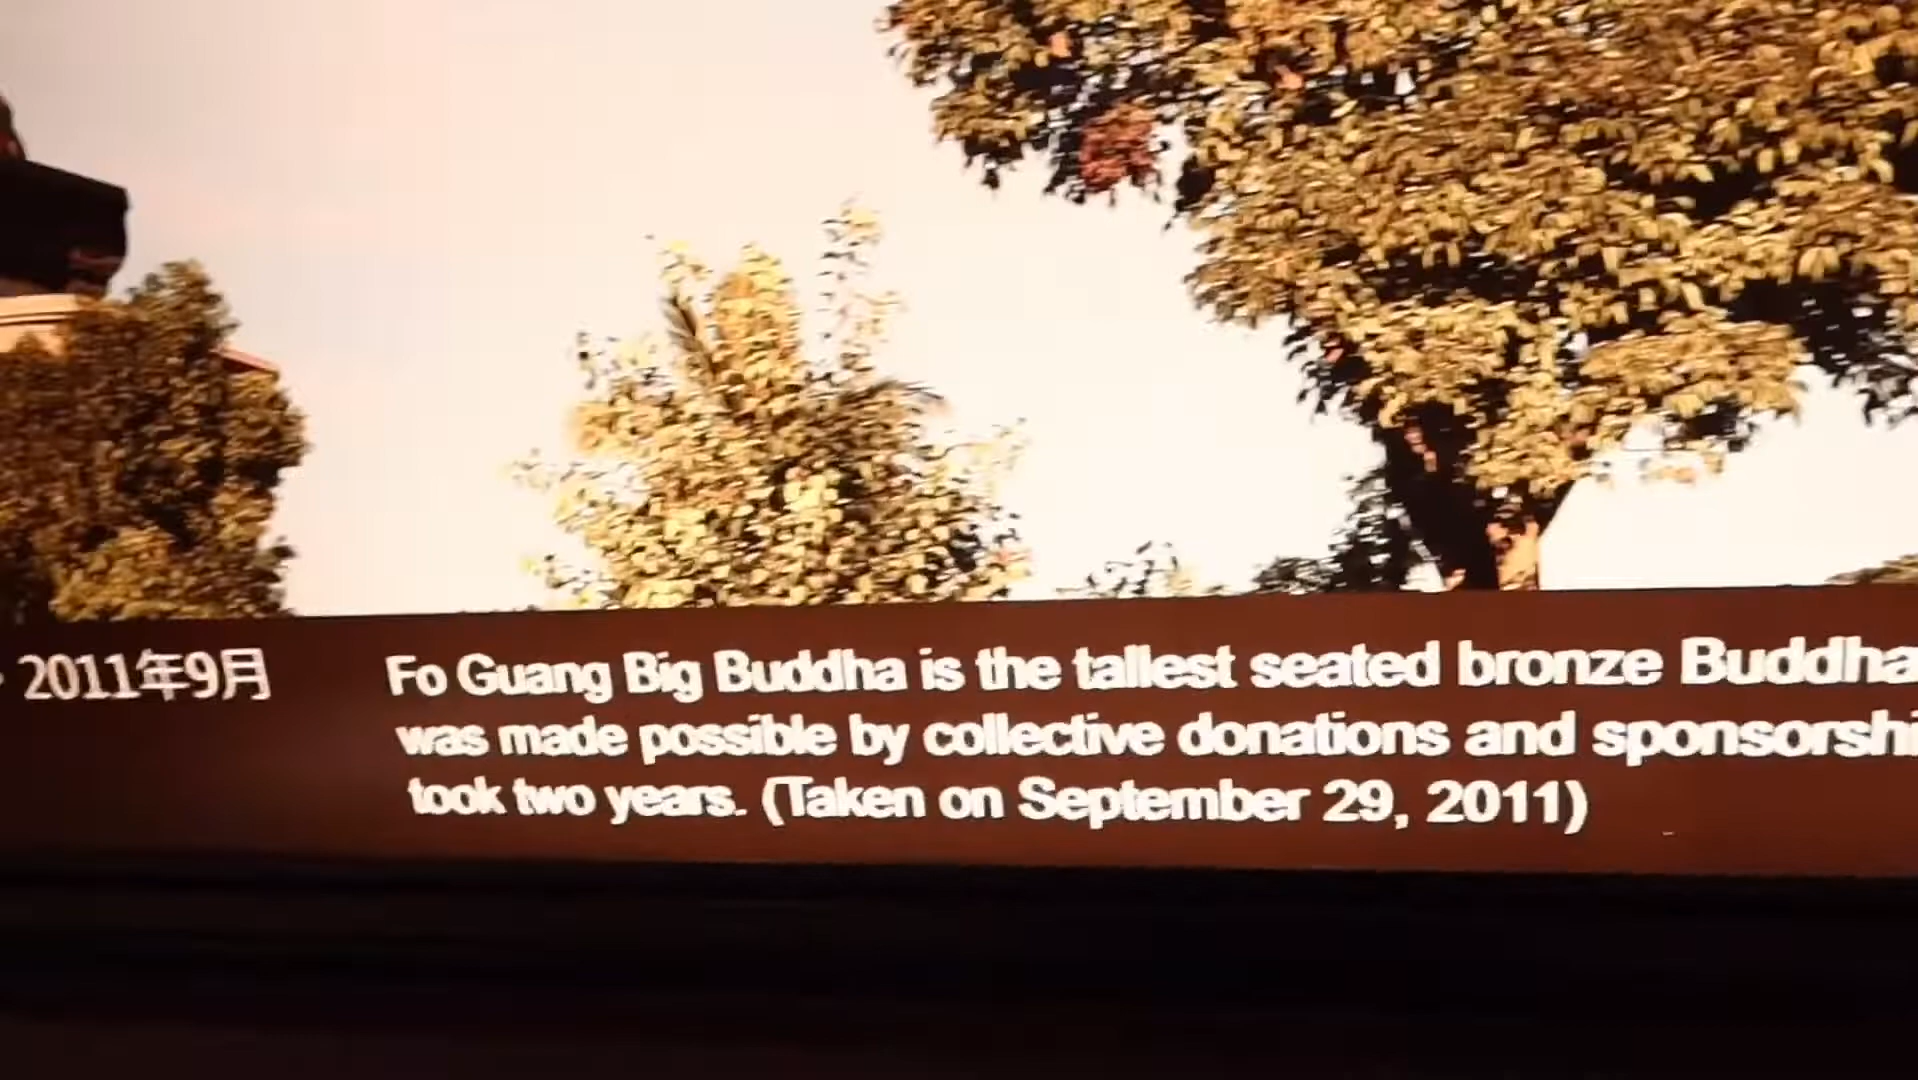 2011年9月
Fo Guang Big Buddha is the tallest seated bronze Buddha
was made possible by collective donations and
took two years. (Taken on September 29, 2011)